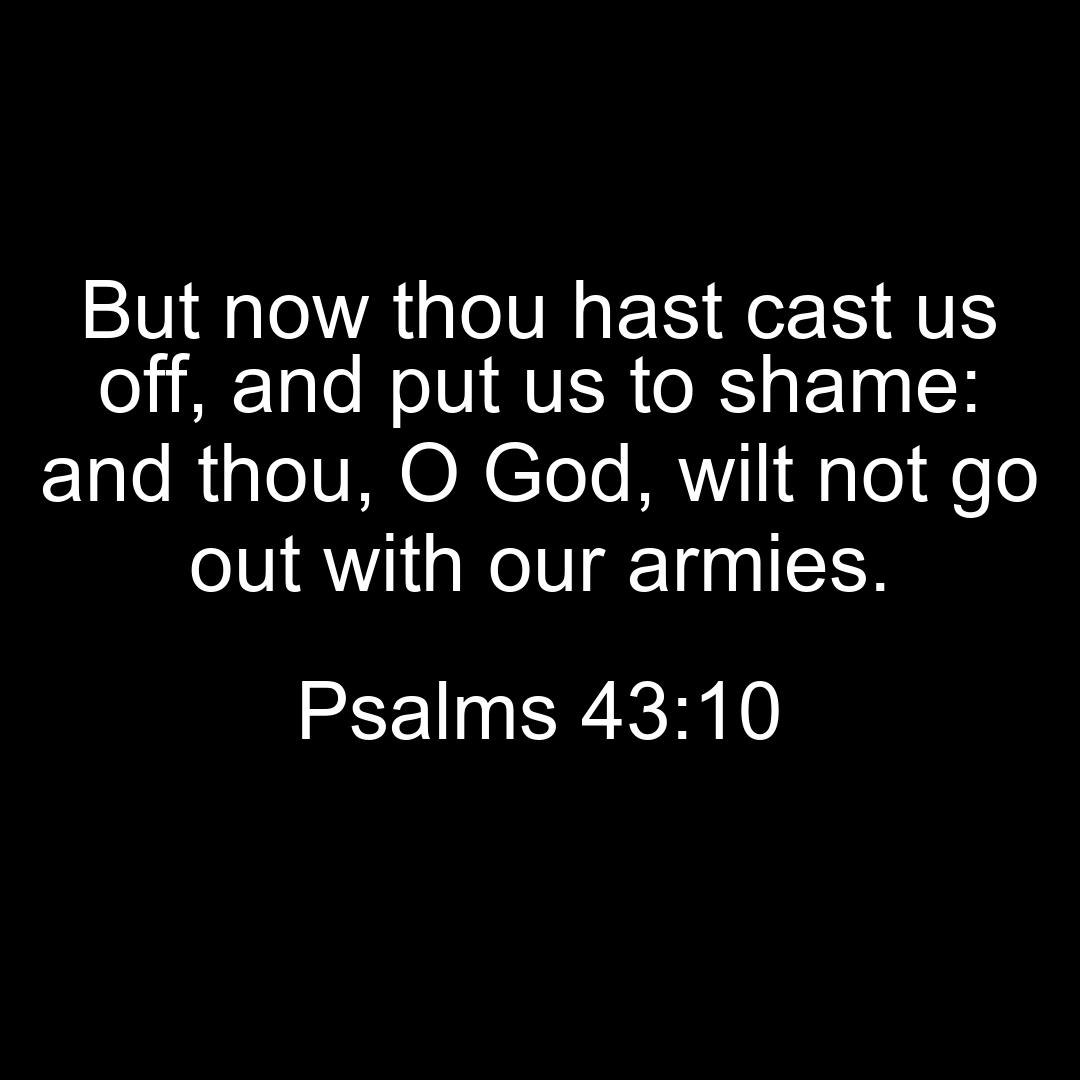 But now thou hast cast us
off, and put us to shame:
and thou, O God, wilt not go
out with our armies.
Psalms 43:10